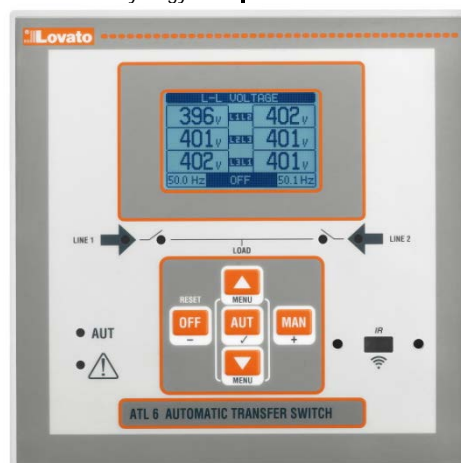 Lovato
L-L VOLTAGE
396V L1L2 402V
401V L2L3 401V
402V L3L1 401V
50.0 Hz OFF 50.1 Hz
LINE 1
LINE 2
LOAD
RESET
MENU
OFF AUT MAN
- ✓ +
MENU
AUT
IR
ATL 6 AUTOMATIC TRANSFER SWITCH